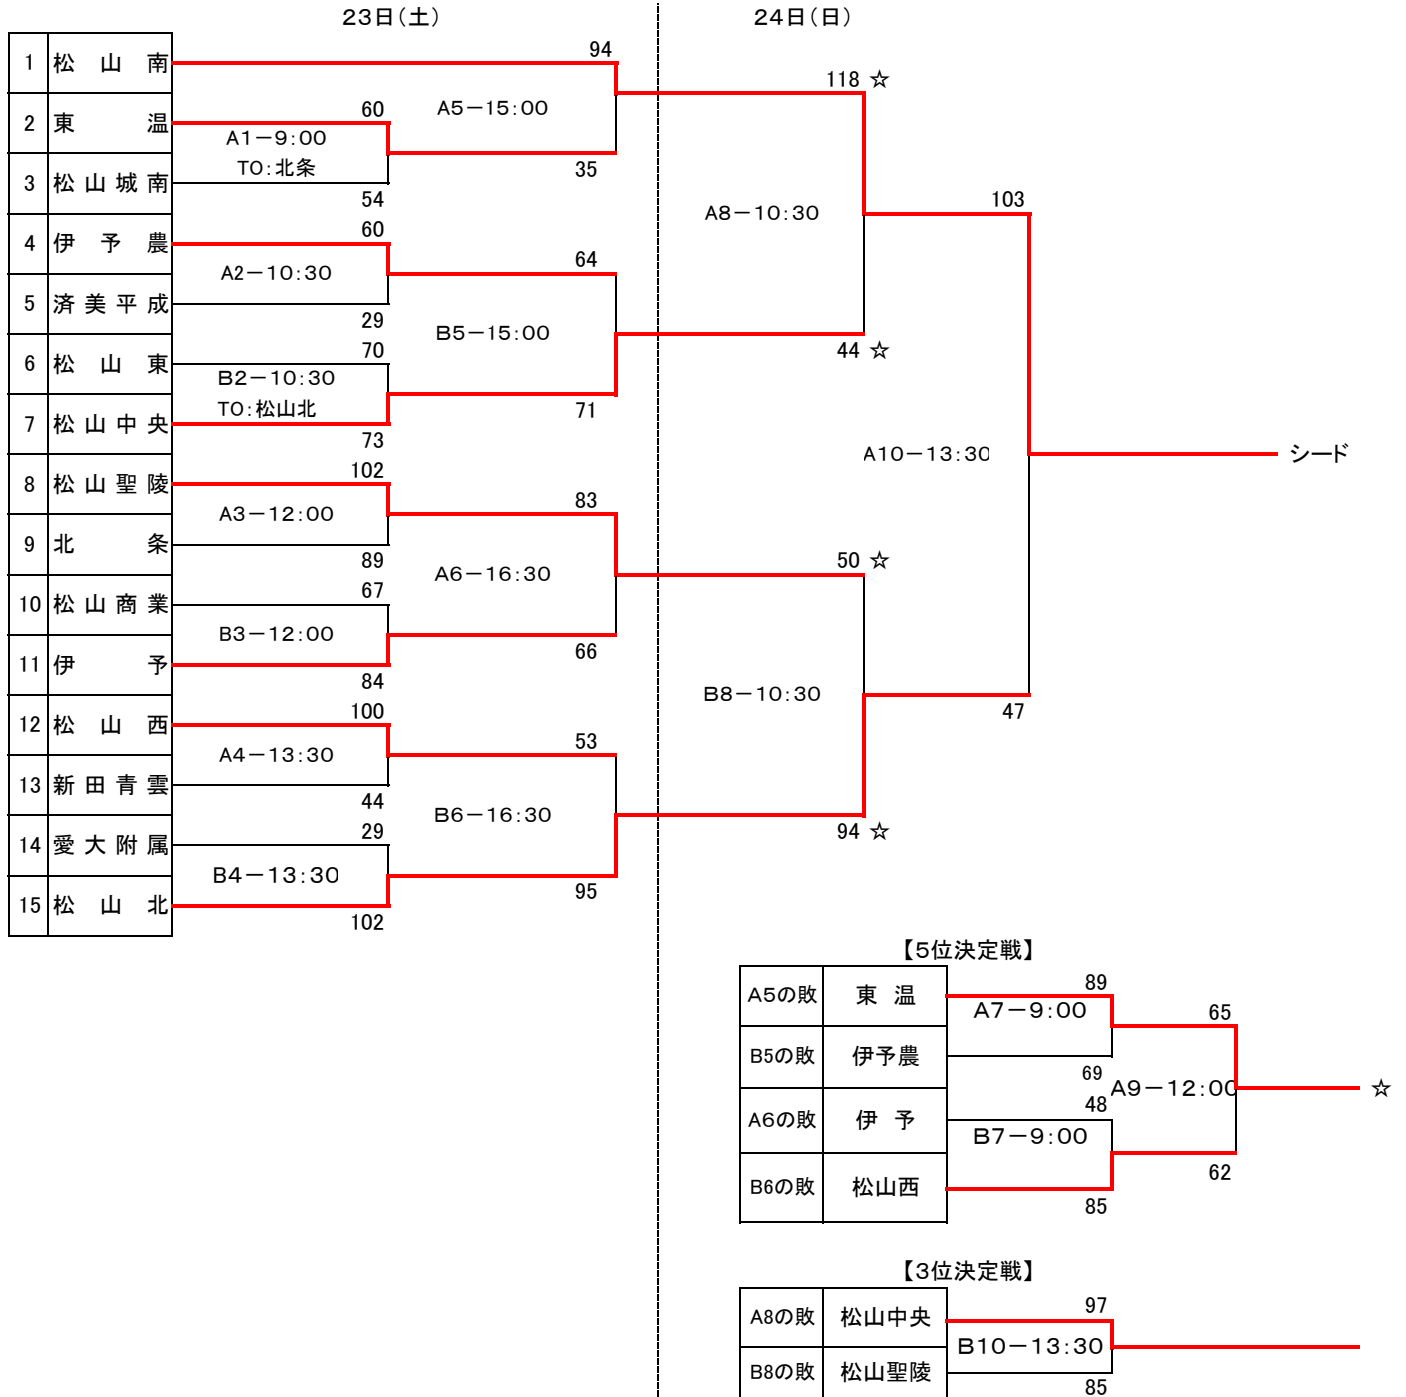 23日(土)
24日(日)
1 松山南
94
118 ☆
2 東温
60
A1-9:00
TO:北条
A5-15:00
3 松山城南
54
35
A8-10:30
103
4 伊予農
60
A2-10:30
64
5 済美平成
29
B5-15:00
44 ☆
6 松山東
70
B2-10:30
TO:松山北
7 松山中央
73
71
A10-13:30
シード
8 松山聖陵
102
A3-12:00
83
9 北条
89
A6-16:30
50 ☆
10 松山商業
67
B3-12:00
66
11 伊予
84
B8-10:30
47
12 松山西
100
A4-13:30
53
13 新田青雲
44
B6-16:30
94 ☆
14 愛大附属
29
B4-13:30
95
15 松山北
102
【5位決定戦】
A5の敗 東温
89
A7-9:00
65
B5の敗 伊予農
69
A9-12:00
☆
A6の敗 伊予
48
B7-9:00
62
B6の敗 松山西
85
【3位決定戦】
A8の敗 松山中央
97
B10-13:30
B8の敗 松山聖陵
85